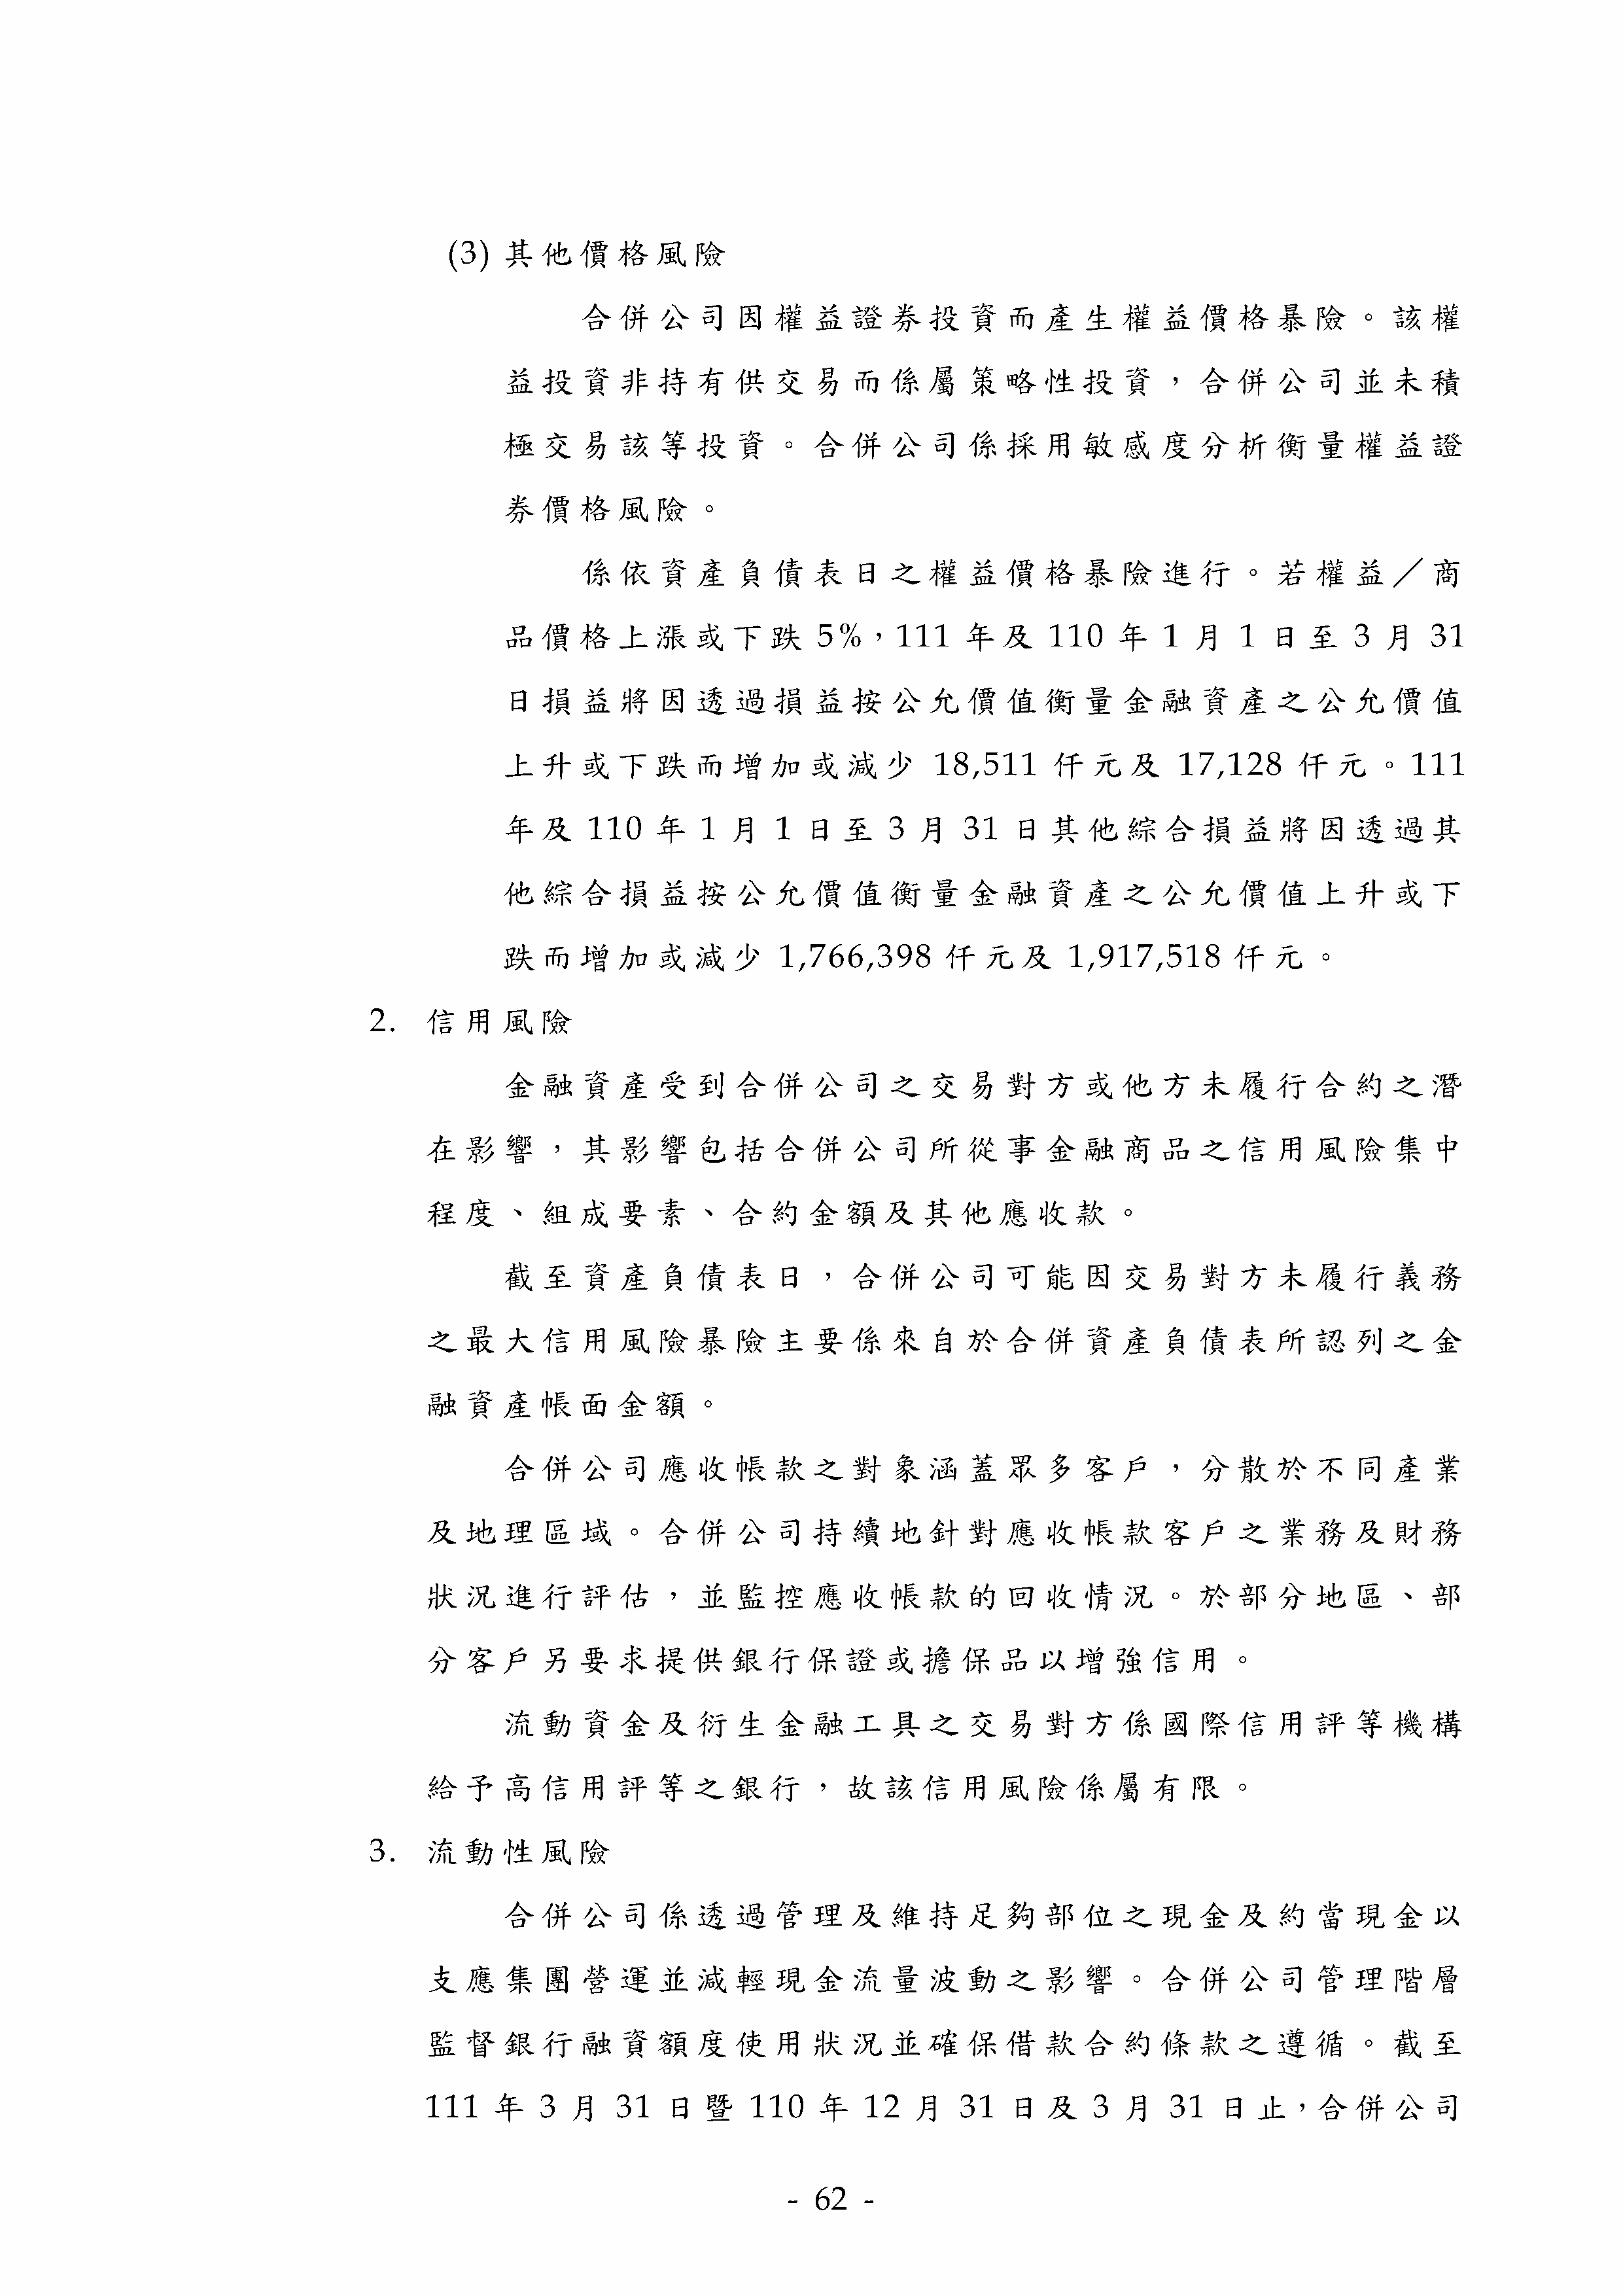 (3) 其他價格風險
合併公司因權益證券投資而產生權益價格暴險。該權
益投資非持有供交易而係屬策略性投資，合併公司並未積
極交易該等投資。合併公司係採用敏感度分析衡量權益證
券價格風險。
係依資產負債表日之權益價格暴險進行。若權益／商
品價格上漲或下跌 5%，111 年及 110 年 1 月 1 日至 3 月 31
日損益將因透過損益按公允價值衡量金融資產之公允價值
上升或下跌而增加或減少 18,511 仟元及 17,128 仟元。111
年及 110 年 1 月 1 日至 3 月 31 日其他綜合損益將因透過其
他綜合損益按公允價值衡量金融資產之公允價值上升或下
跌而增加或減少 1,766,398 仟元及 1,917,518 仟元。
2. 信用風險
金融資產受到合併公司之交易對方或他方未履行合約之潛
在影響，其影響包括合併公司所從事金融商品之信用風險集中
程度、組成要素、合約金額及其他應收款。
截至資產負債表日，合併公司可能因交易對方未履行義務
之最大信用風險暴險主要係來自於合併資產負債表所認列之金
融資產帳面金額。
合併公司應收帳款之對象涵蓋眾多客戶，分散於不同產業
及地理區域。合併公司持續地針對應收帳款客戶之業務及財務
狀況進行評估，並監控應收帳款的回收情況。於部分地區、部
分客戶另要求提供銀行保證或擔保品以增強信用。
流動資金及衍生金融工具之交易對方係國際信用評等機構
給予高信用評等之銀行，故該信用風險係屬有限。
3. 流動性風險
合併公司係透過管理及維持足夠部位之現金及約當現金以
支應集團營運並減輕現金流量波動之影響。合併公司管理階層
監督銀行融資額度使用狀況並確保借款合約條款之遵循。截至
111 年 3 月 31 日暨 110 年 12 月 31 日及 3 月 31 日止，合併公司
- 62 -